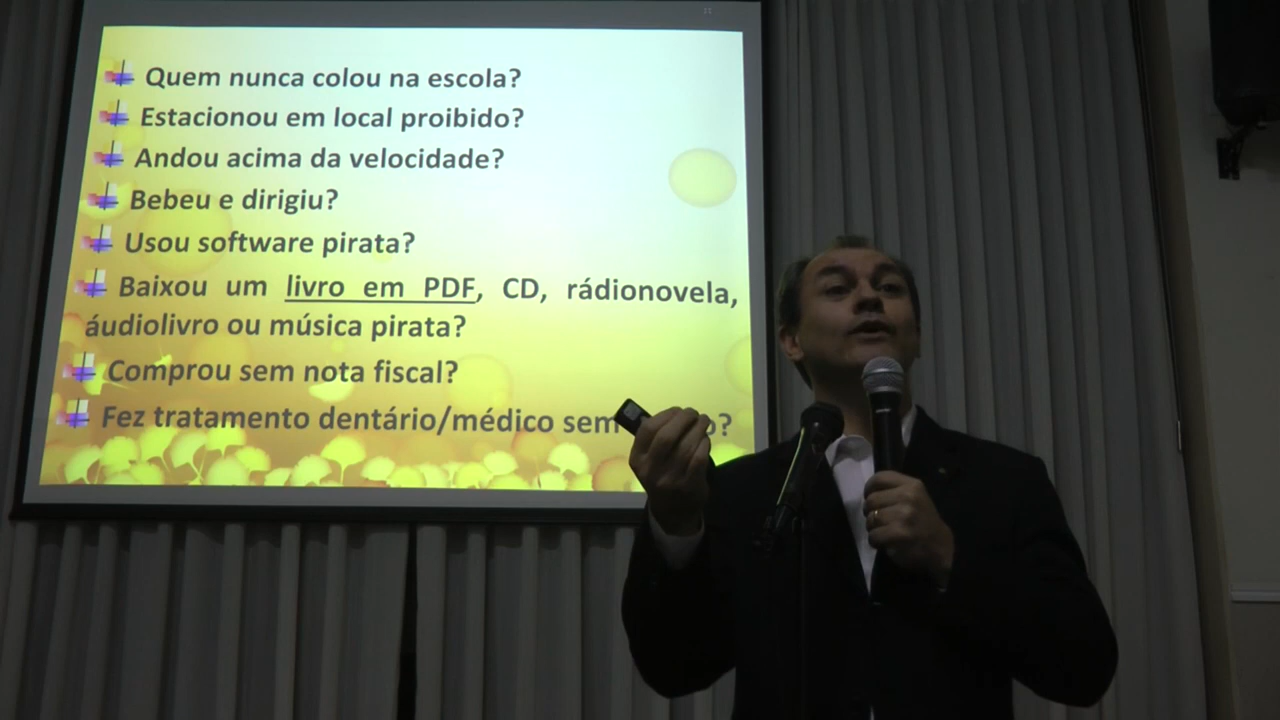 Quem nunca colou na escola?
Estacionou em local proibido?
Andou acima da velocidade?
Bebeu e dirigiu?
Usou software pirata?
Baixou um livro em PDF, CD, rádionovela,
áudiolivro ou música pirata?
Comprou sem nota fiscal?
Fez tratamento dentário/médico sem